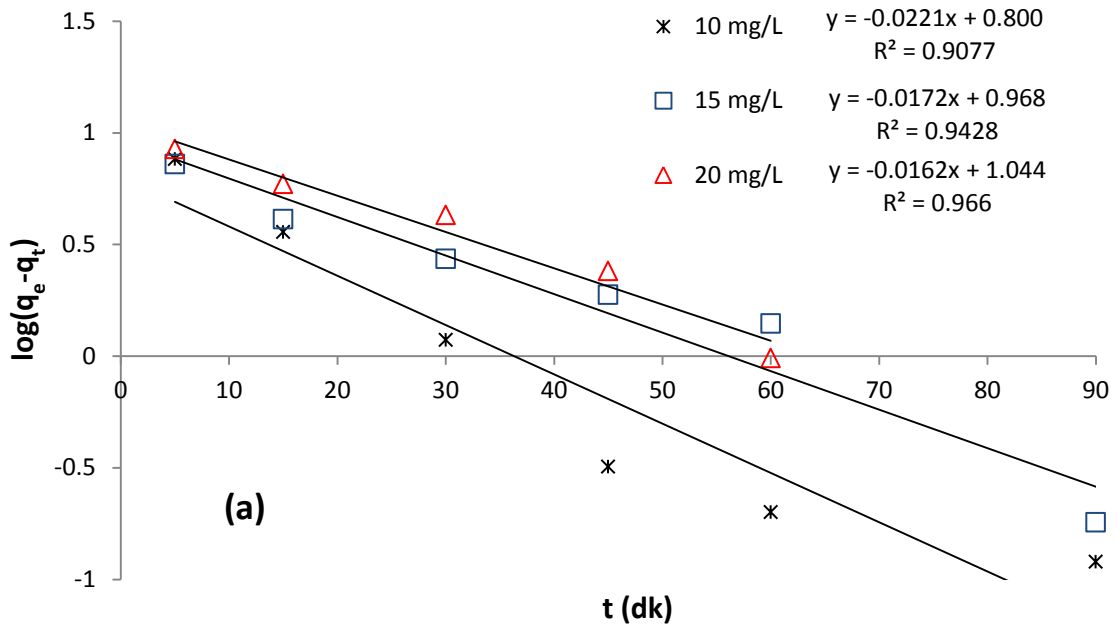 1.5
1
0.5
0
-0.5
-1
0 10 20 30 40 50 60 70 80 90
log(qe-qt)
t (dk)
(a)
10 mg/L y = -0.0221x + 0.800
R² = 0.9077
15 mg/L y = -0.0172x + 0.968
R² = 0.9428
20 mg/L y = -0.0162x + 1.044
R² = 0.966